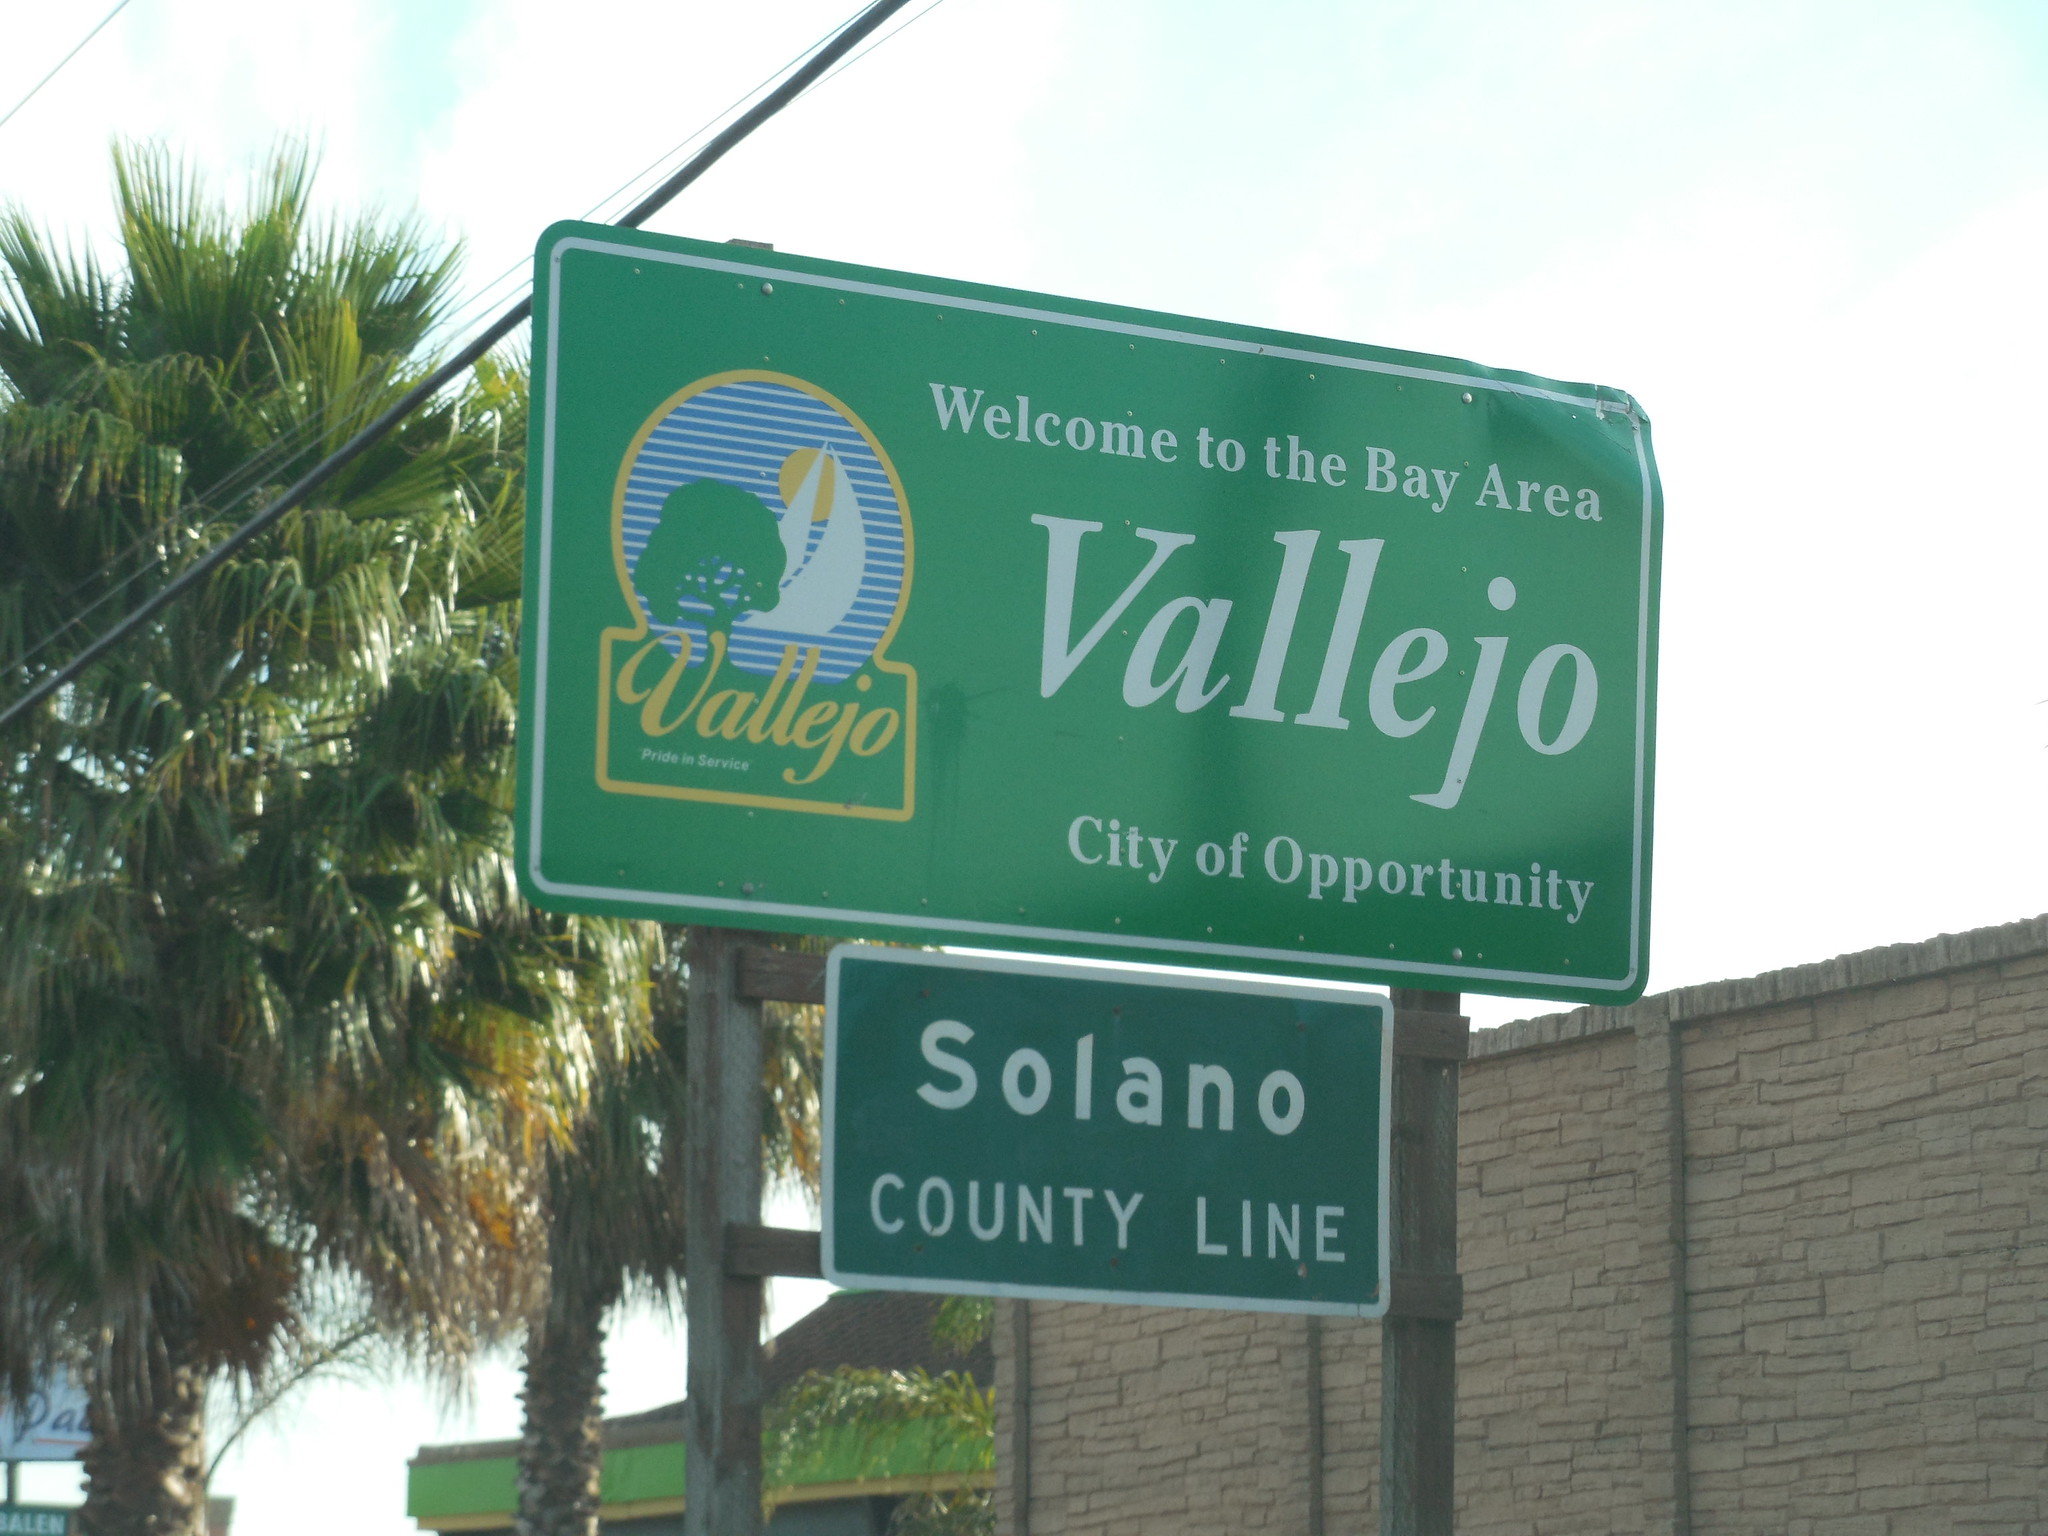 Welcome to the Bay Area
Vallejo
City of Opportunity
Vallejo
"Pride in Service"
Solano
COUNTY LINE